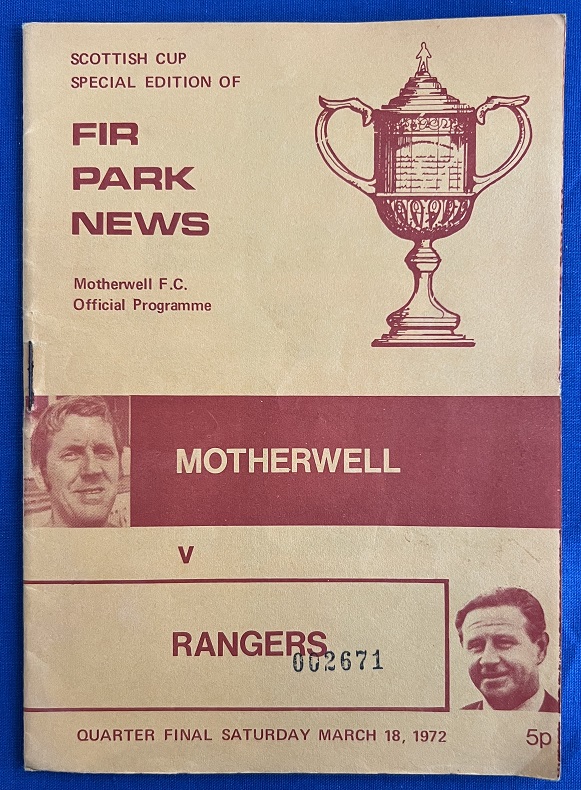 SCOTTISH CUP
SPECIAL EDITION OF
FIR
PARK
NEWS
Motherwell F.C.
Official Programme
MOTHERWELL
V
RANGERS
002671
QUARTER FINAL SATURDAY MARCH 18, 1972
5p